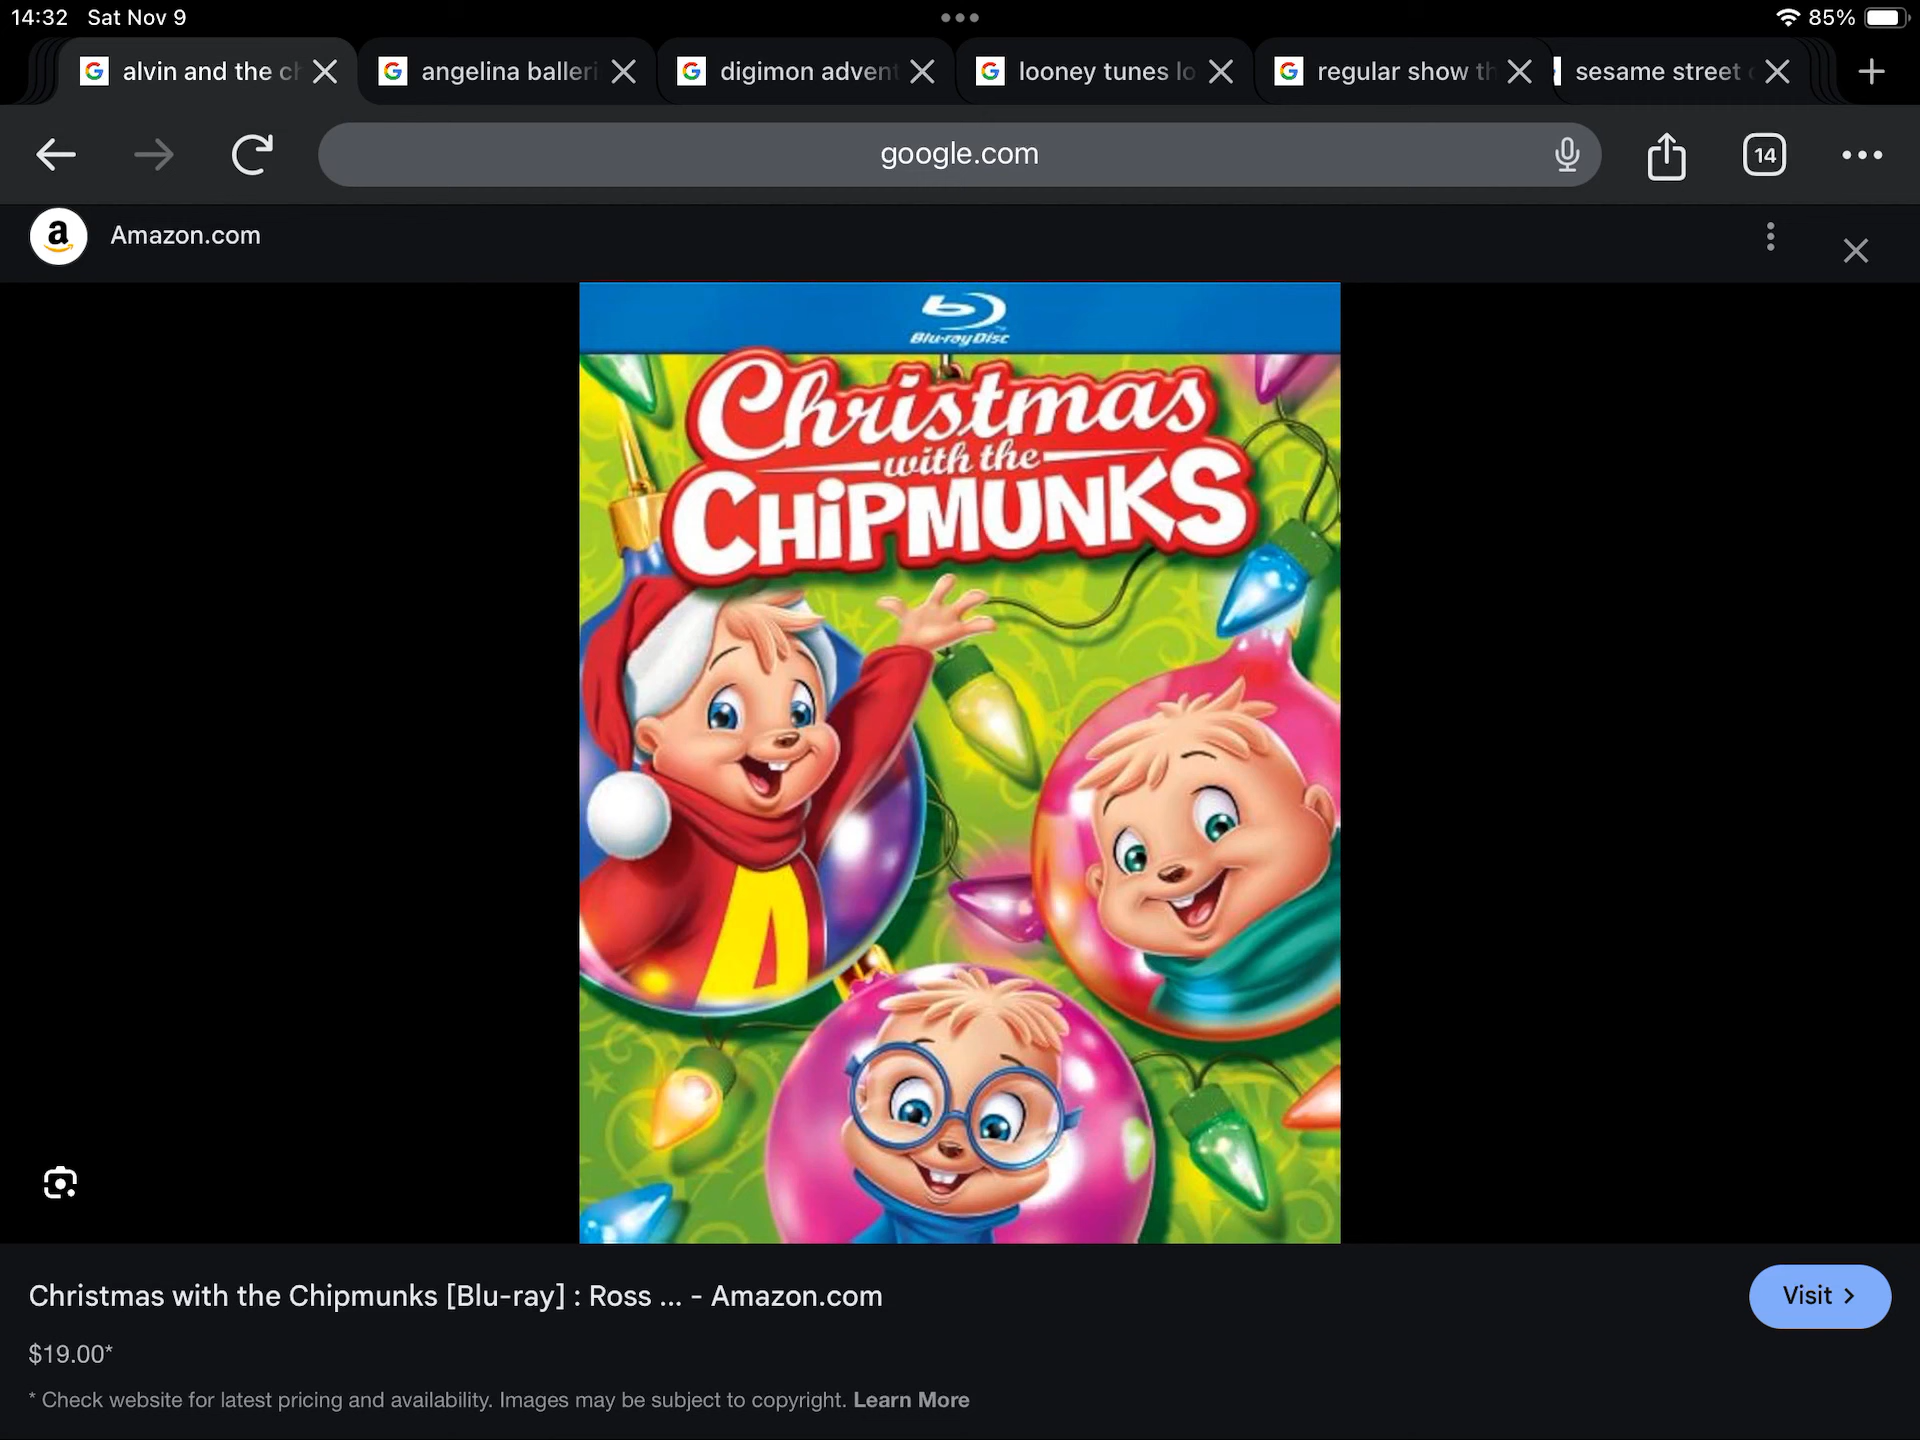 14:32 Sat Nov 9
85%
alvin and the ch
angelina balleri
digimon advent
looney tunes lo
regular show th
sesame street
google.com
14
a
Amazon.com
Blu-ray Disc
Christmas
with the
CHiPMUNKS
A
Christmas with the Chipmunks [Blu-ray] : Ross ... - Amazon.com
Visit
$19.00*
* Check website for latest pricing and availability. Images may be subject to copyright. Learn More